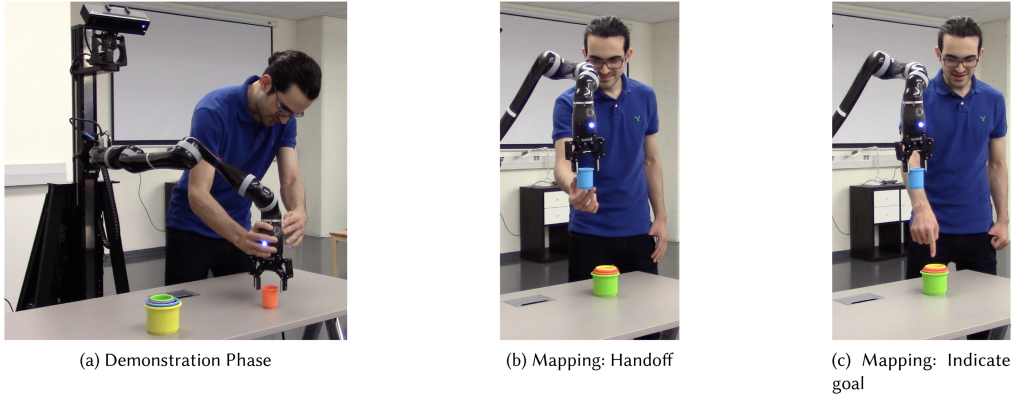 (a) Demonstration Phase
(b) Mapping: Handoff
(c) Mapping: Indicate
goal